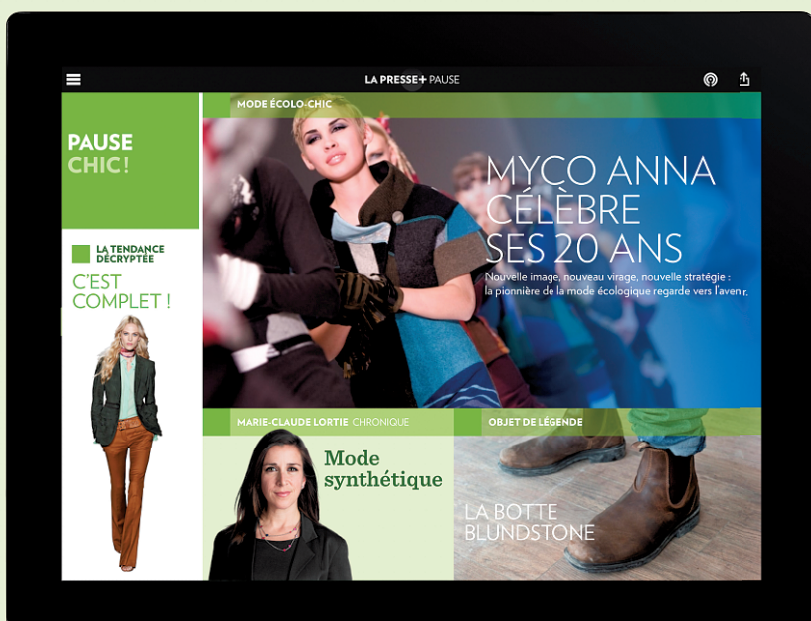 LA PRESSE+ PAUSE
PAUSE
CHIC !
LA TENDANCE
DÉCRYPTÉE
C'EST
COMPLET !
MODE ÉCOLO-CHIC
MYCO ANNA
CÉLÈBRE
SES 20 ANS
Nouvelle image, nouveau virage, nouvelle stratégie :
la pionnière de la mode écologique regarde vers l'avenir.
MARIE-CLAUDE LORTIE CHRONIQUE
Mode
synthétique
OBJET DE LÉGENDE
LA BOTTE
BLUNDSTONE